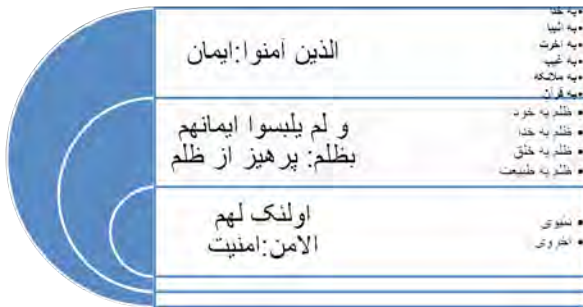 الذین آمنوا:ایمان
به خدا
به انبیا
به اخرت
به غیب
به ملائکه
به قرآن
و لم یلبسوا ایمانهم
بظلم: پرهیز از ظلم
ظلم به خود
ظلم به خدا
ظلم به خلق
ظلم به طبیعت
اولئک لهم
الامن:امنیت
دنیوی
اخروی